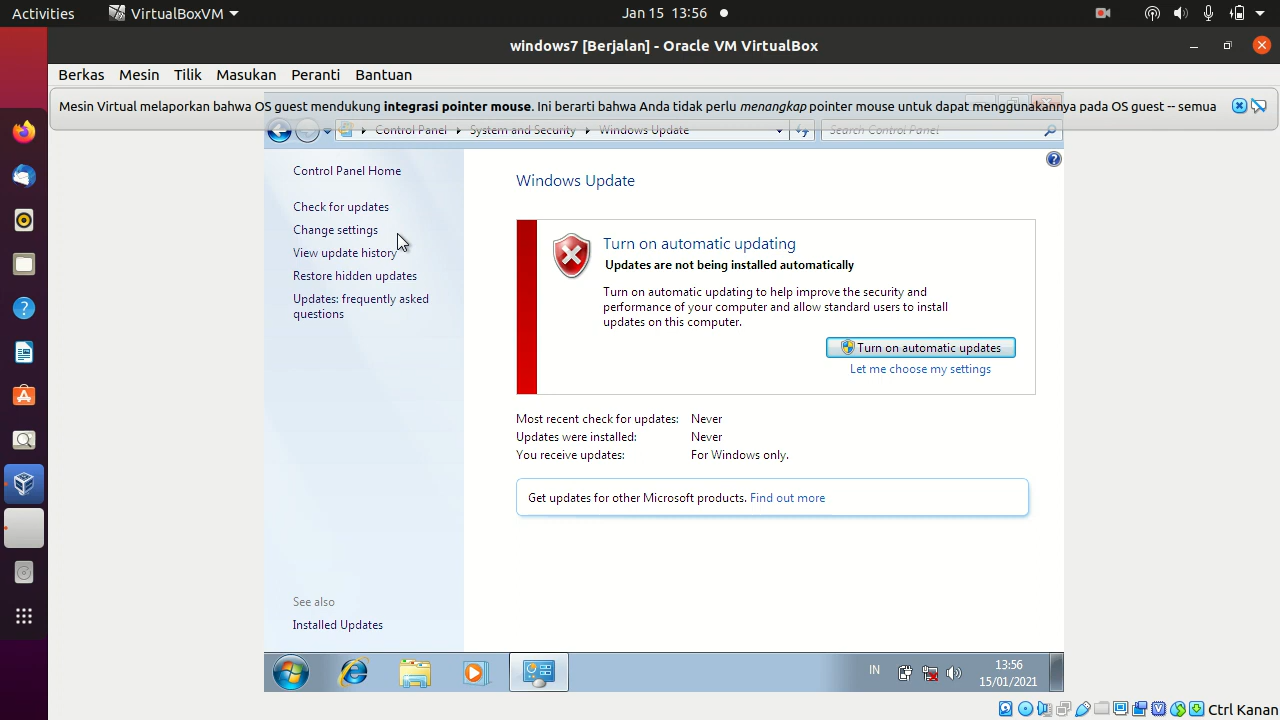 Activities VirtualBoxVM Jan 15 13:56
windows7 [Berjalan] - Oracle VM VirtualBox
Berkas Mesin Tilik Masukan Peranti Bantuan
Mesin Virtual melaporkan bahwa OS guest mendukung integrasi pointer mouse. Ini berarti bahwa Anda tidak perlu menangkap pointer mouse untuk dapat menggunakannya pada OS guest -- semua
Control Panel System and Security Windows Update Search Control Panel
Control Panel Home
Check for updates
Change settings
View update history
Restore hidden updates
Updates: frequently asked
questions
See also
Installed Updates
Windows Update
Turn on automatic updating
Updates are not being installed automatically
Turn on automatic updating to help improve the security and
performance of your computer and allow standard users to install
updates on this computer.
Turn on automatic updates
Let me choose my settings
Most recent check for updates: Never
Updates were installed: Never
You receive updates: For Windows only.
Get updates for other Microsoft products. Find out more
IN 13:56
15/01/2021
Ctrl Kanan